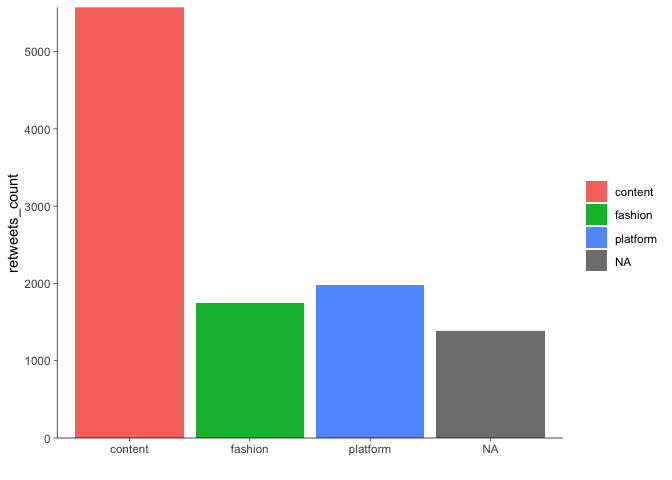 retweets_count
5000
4000
3000
2000
1000
0
content
fashion
platform
NA
content
fashion
platform
NA